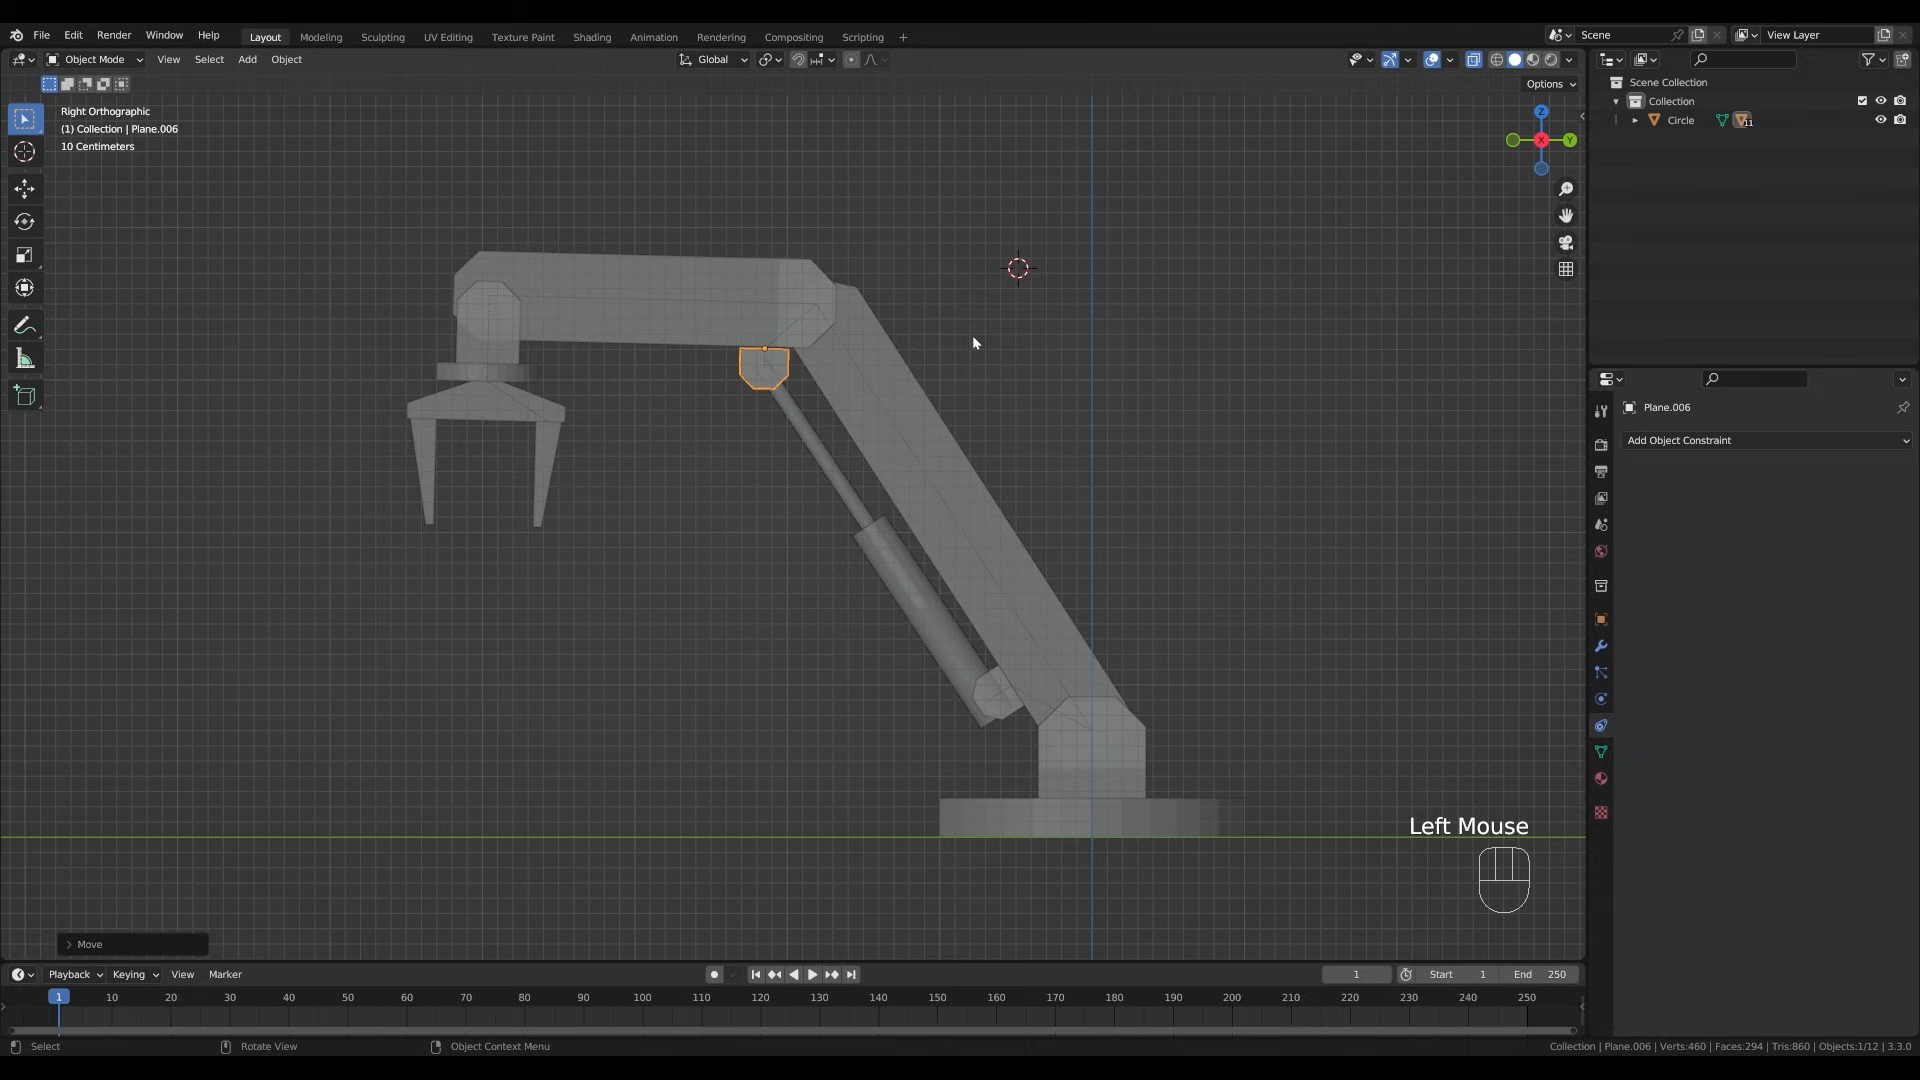 File Edit Render Window Help Layout Modeling Sculpting UV Editing Texture Paint Shading Animation Rendering Compositing Scripting + Scene View Layer
Object Mode View Select Add Object Global
Options
Right Orthographic
(1) Collection | Plane.006
10 Centimeters
Z
Y
X
Scene Collection
Collection
Circle 11
Plane.006
Add Object Constraint
Left Mouse
Move
Playback Keying View Marker 1 Start 1 End 250
1 10 20 30 40 50 60 70 80 90 100 110 120 130 140 150 160 170 180 190 200 210 220 230 240 250
Select Rotate View Object Context Menu Collection | Plane.006 | Verts:460 | Faces:294 | Tris:860 | Objects:1/12 | 3.3.0